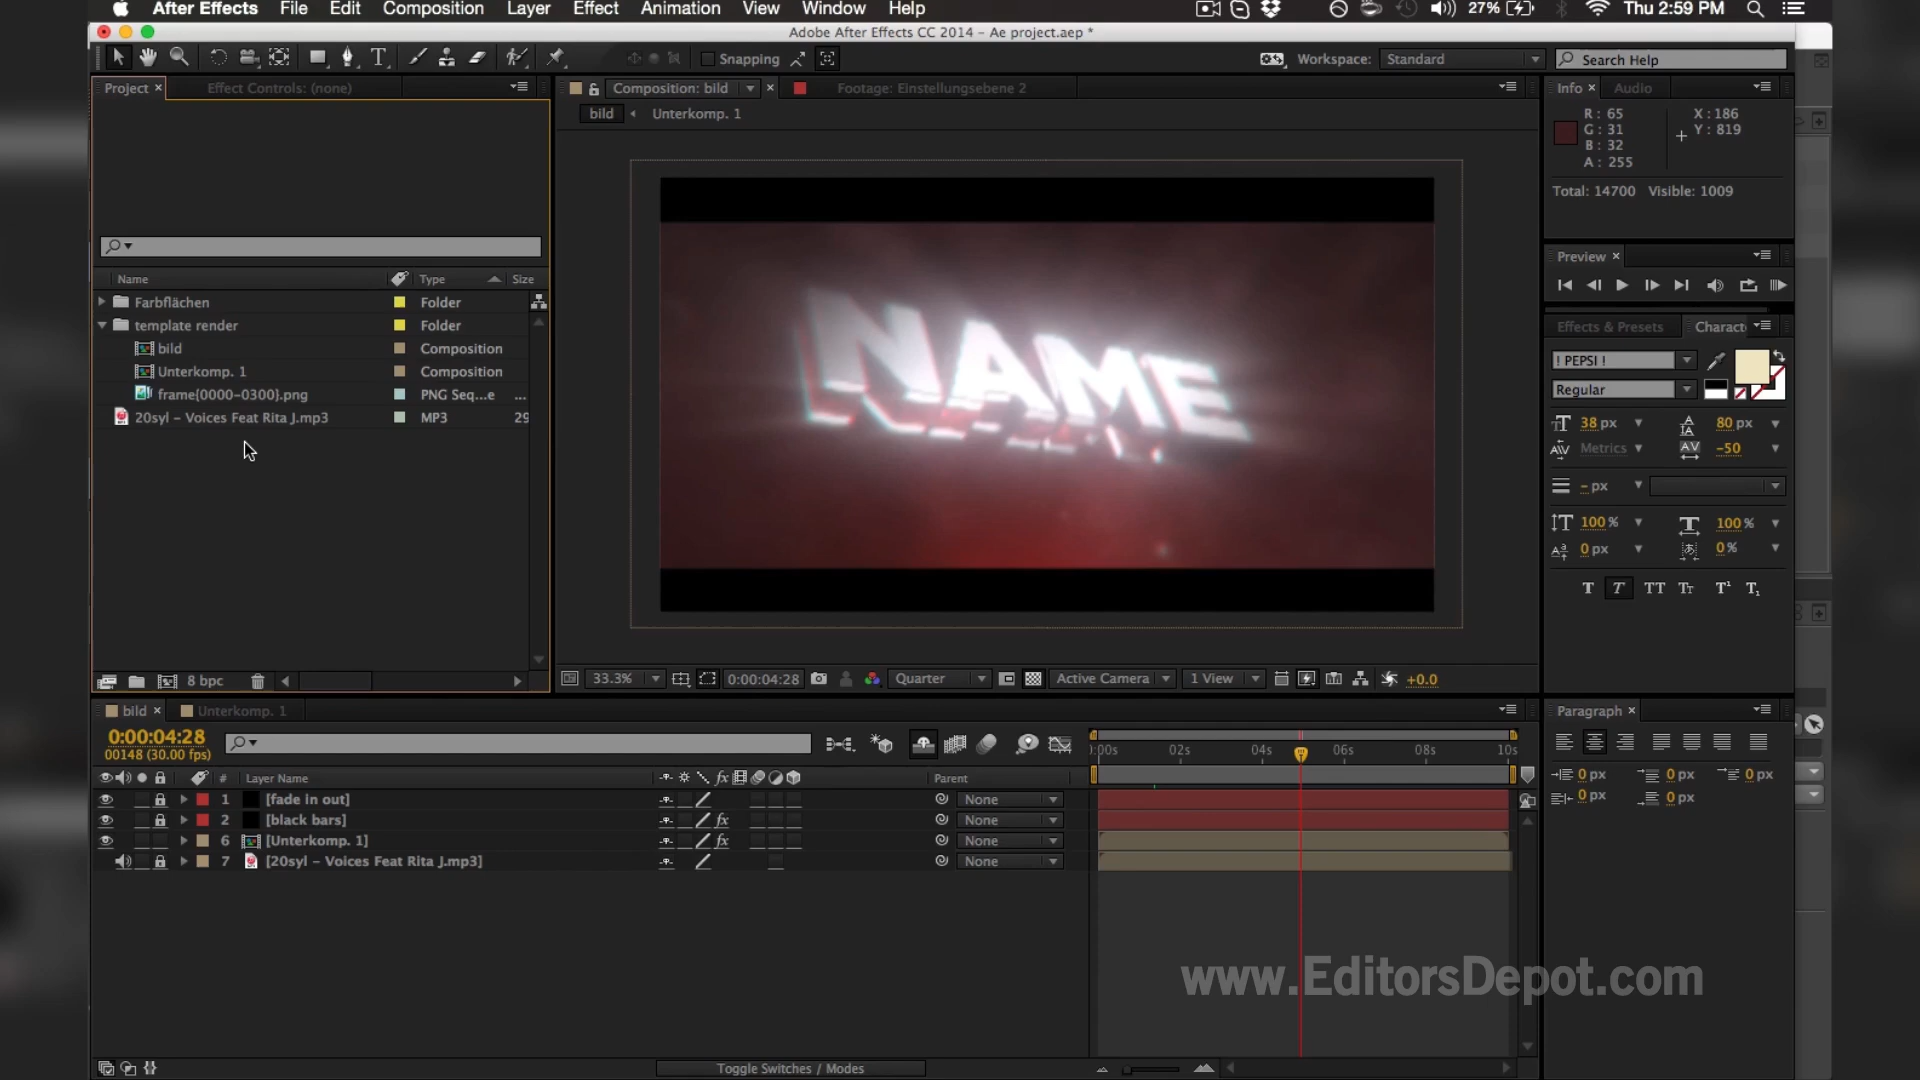 After Effects File Edit Composition Layer Effect Animation View Window Help 27% Thu 2:59 PM
Adobe After Effects CC 2014 - Ae project.aep *
Snapping Workspace: Standard Search Help
Project × Effect Controls: (none) Composition: bild × Footage: Einstellungsebene 2 Info × Audio
bild Unterkomp. 1
R: 65 X: 186
G: 31 Y: 819
B: 32
A: 255
Total: 14700 Visible: 1009
NAME
Preview ×
Name Type Size
Farbflächen Folder
template render Folder
bild Composition
Unterkomp. 1 Composition
frame{0000-0300}.png PNG Seq...e ...
20syl - Voices Feat Rita J.mp3 MP3 29
Effects & Presets Charact
! PEPSI !
Regular
38 px 80 px
Metrics -50
- px
100 % 100 %
0 px 0 %
T T TT Tt T¹ T₁
8 bpc
33.3% 0:00:04:28 Quarter Active Camera 1 View +0.0
bild × Unterkomp. 1 Paragraph ×
0:00:04:28
00148 (30.00 fps)
:00s 02s 04s 06s 08s 10s
# Layer Name fx Parent
1 [fade in out] None
2 [black bars] fx None
6 [Unterkomp. 1] fx None
7 [20syl - Voices Feat Rita J.mp3] None
0 px 0 px 0 px
0 px 0 px
www.EditorsDepot.com
Toggle Switches / Modes